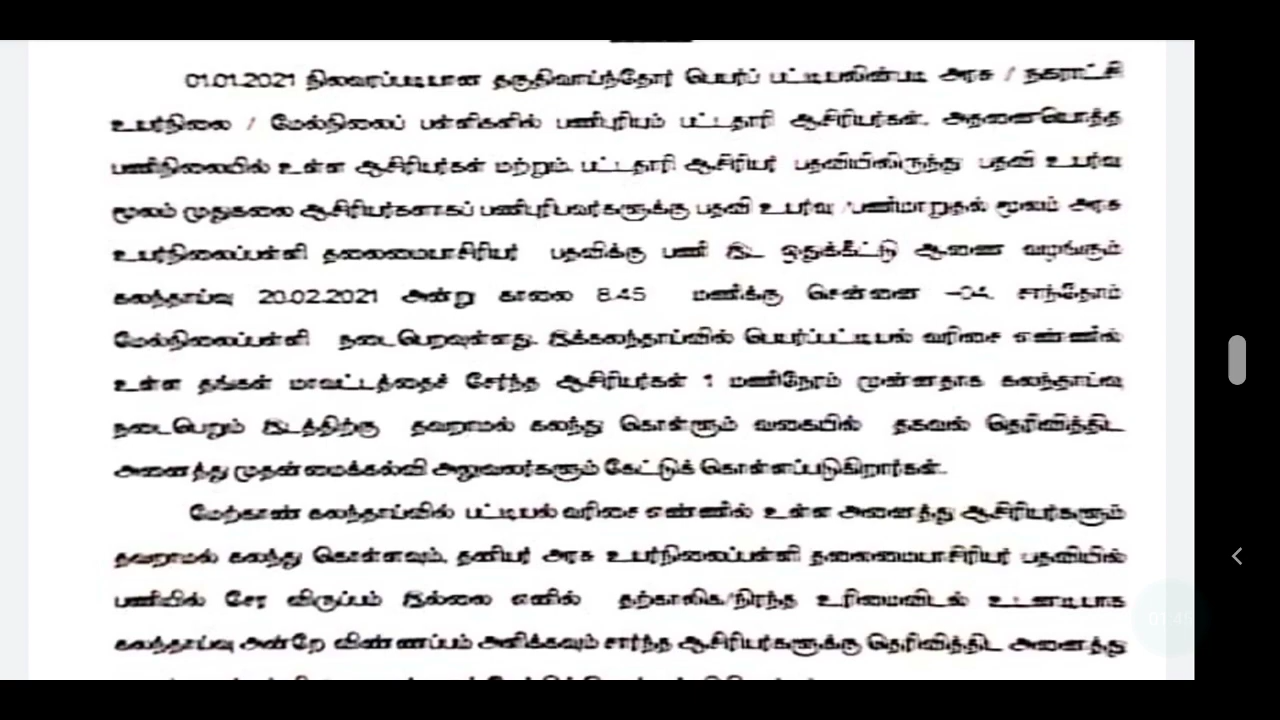 01.01.2021 நிலவரப்படியான தகுதிவாய்ந்தோர் பெயர்ப் பட்டியலின்படி அரசு / நகராட்சி
உயர்நிலை / மேல்நிலைப் பள்ளிகளில் பணிபுரியும் பட்டதாரி ஆசிரியர்கள், அதனையொத்த
பணிநிலையில் உள்ள ஆசிரியர்கள் மற்றும் பட்டதாரி ஆசிரியர் பதவியிலிருந்து பதவி உயர்வு
மூலம் முதுகலை ஆசிரியர்களாகப் பணிபுரிபவர்களுக்கு பதவி உயர்வு /பணிமாறுதல் மூலம் அரசு
உயர்நிலைப்பள்ளி தலைமையாசிரியர் பதவிக்கு பணி இட ஒதுக்கீட்டு ஆணை வழங்கும்
கலந்தாய்வு 20.02.2021 அன்று காலை 8.45 மணிக்கு சென்னை –04, சாந்தோம்
மேல்நிலைப்பள்ளி நடைபெறவுள்ளது. இக்கலந்தாய்வில் பெயர்ப்பட்டியல் வரிசை எண்ணில்
உள்ள தங்கள் மாவட்டத்தைச் சேர்ந்த ஆசிரியர்கள் 1 மணிநேரம் முன்னதாக கலந்தாய்வு
நடைபெறும் இடத்திற்கு தவறாமல் கலந்து கொள்ளும் வகையில் தகவல் தெரிவித்திட
அனைத்து முதன்மைக்கல்வி அலுவலர்களும் கேட்டுக் கொள்ளப்படுகிறார்கள்.
மேற்காண் கலந்தாய்வில் பட்டியல் வரிசை எண்ணில் உள்ள அனைத்து ஆசிரியர்களும்
தவறாமல் கலந்து கொள்ளவும், தனியர் அரசு உயர்நிலைப்பள்ளி தலைமையாசிரியர் பதவியில்
பணியில் சேர விருப்பம் இல்லை எனில் தற்காலிக/நிரந்த உரிமைவிடல் உடனடியாக
கலந்தாய்வு அன்றே விண்ணப்பம் அளிக்கவும் சார்ந்த ஆசிரியர்களுக்கு தெரிவித்திட அனைத்து